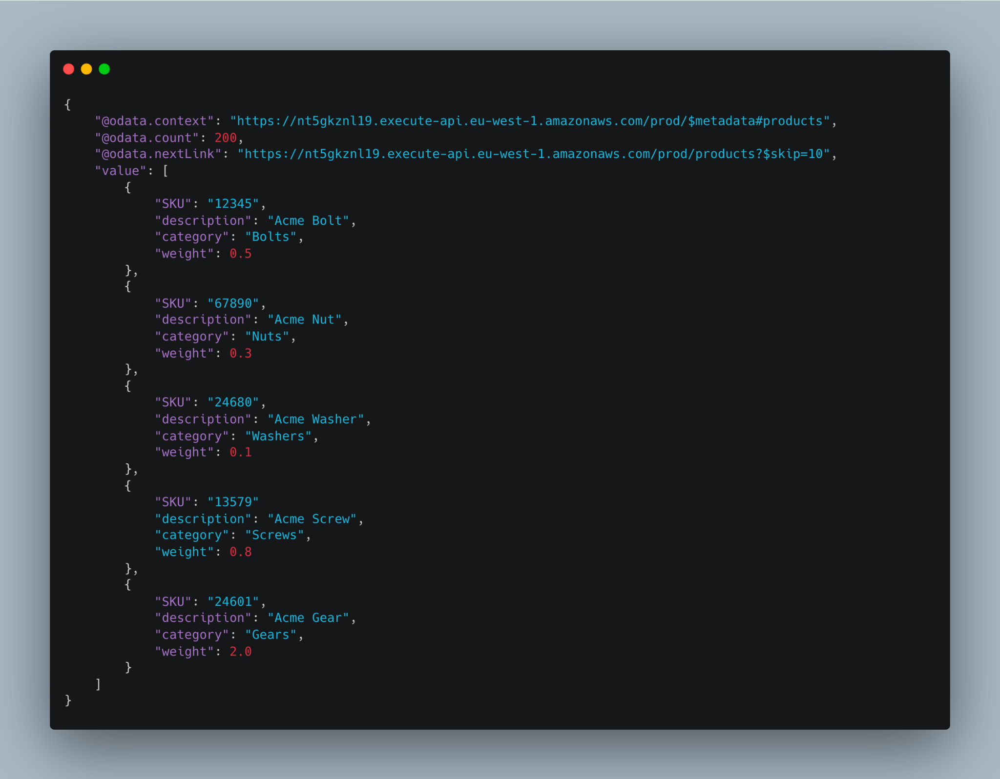 {
    "@odata.context": "https://nt5gkznl19.execute-api.eu-west-1.amazonaws.com/prod/$metadata#products",
    "@odata.count": 200,
    "@odata.nextLink": "https://nt5gkznl19.execute-api.eu-west-1.amazonaws.com/prod/products?$skip=10",
    "value": [
        {
            "SKU": "12345",
            "description": "Acme Bolt",
            "category": "Bolts",
            "weight": 0.5
        },
        {
            "SKU": "67890",
            "description": "Acme Nut",
            "category": "Nuts",
            "weight": 0.3
        },
        {
            "SKU": "24680",
            "description": "Acme Washer",
            "category": "Washers",
            "weight": 0.1
        },
        {
            "SKU": "13579"
            "description": "Acme Screw",
            "category": "Screws",
            "weight": 0.8
        },
        {
            "SKU": "24601",
            "description": "Acme Gear",
            "category": "Gears",
            "weight": 2.0
        }
    ]
}